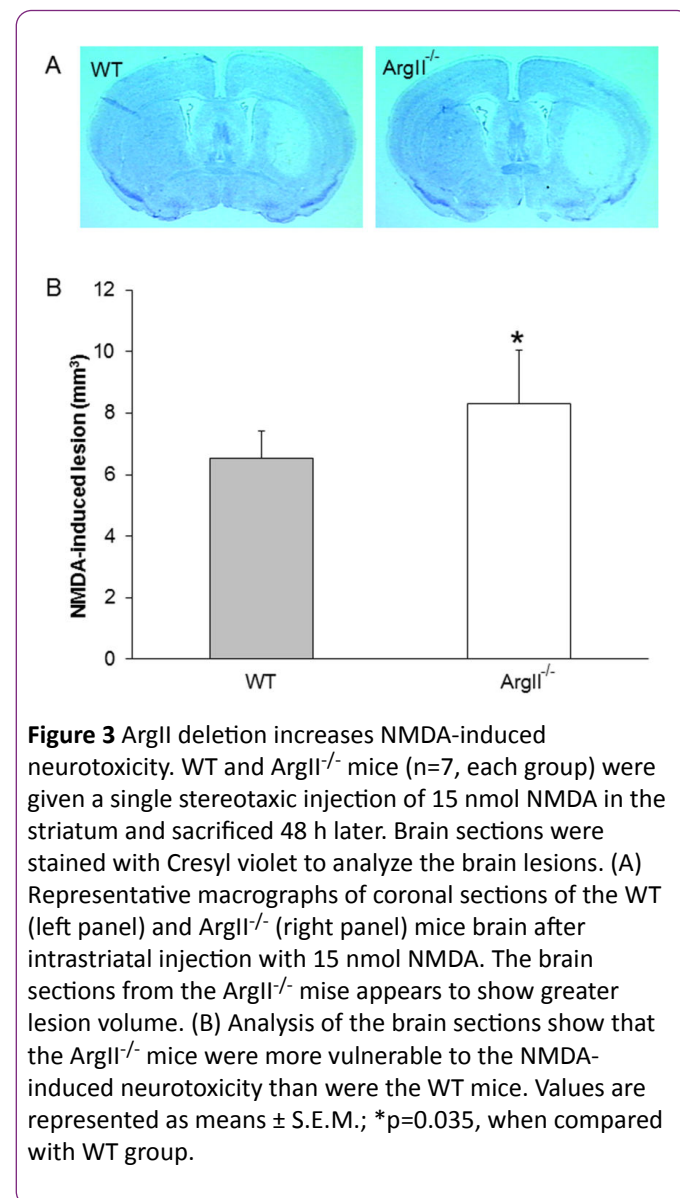 A
WT
ArgII-/-
B
NMDA-induced lesion (mm³)
12
10
8
6
4
2
0
*
WT
ArgII-/-
Figure 3 ArgII deletion increases NMDA-induced
neurotoxicity. WT and ArgII-/- mice (n=7, each group) were
given a single stereotaxic injection of 15 nmol NMDA in the
striatum and sacrificed 48 h later. Brain sections were
stained with Cresyl violet to analyze the brain lesions. (A)
Representative macrographs of coronal sections of the WT
(left panel) and ArgII-/- (right panel) mice brain after
intrastriatal injection with 15 nmol NMDA. The brain
sections from the ArgII-/- mise appears to show greater
lesion volume. (B) Analysis of the brain sections show that
the ArgII-/- mice were more vulnerable to the NMDA-
induced neurotoxicity than were the WT mice. Values are
represented as means ± S.E.M.; *p=0.035, when compared
with WT group.